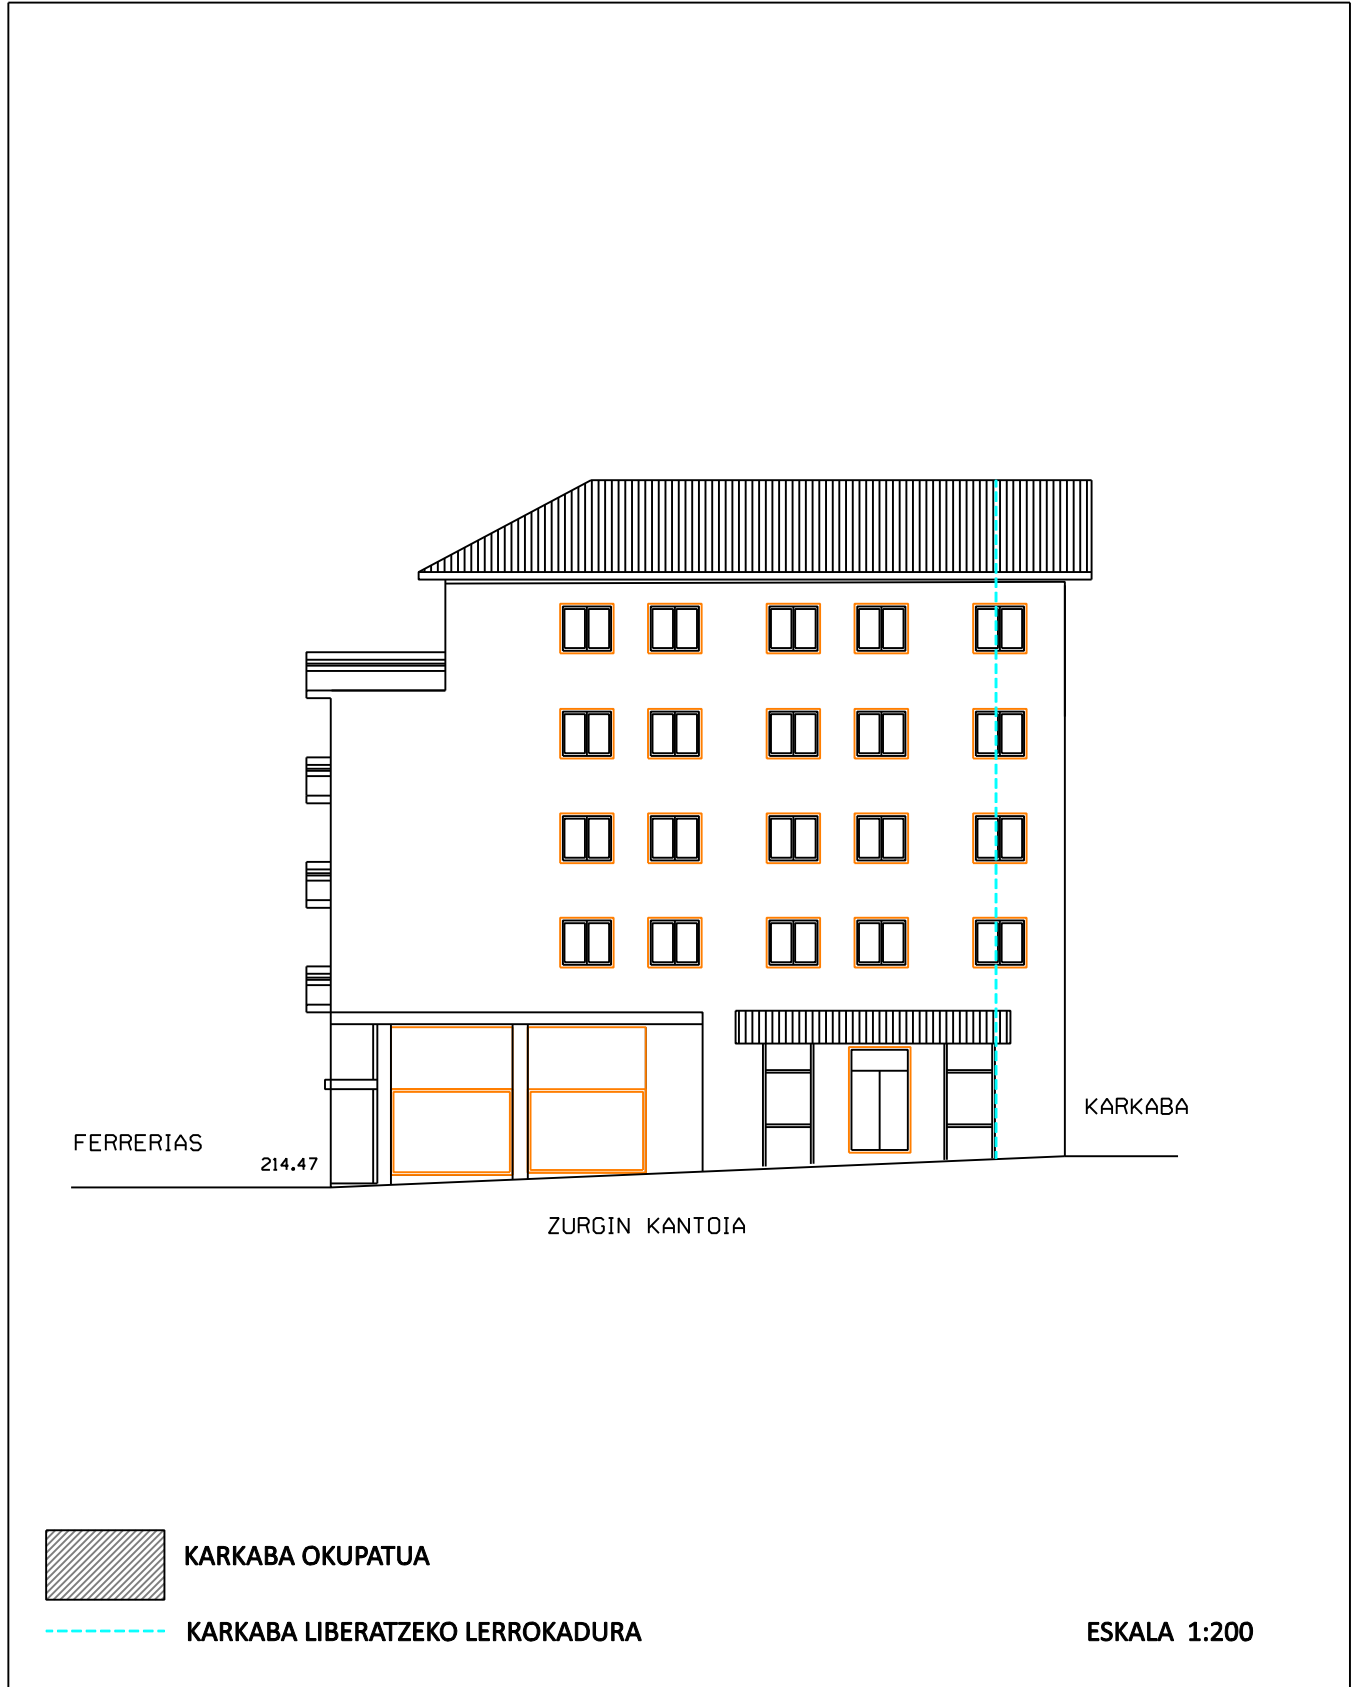 KARKABA
FERRERIAS
214.47
ZURGIN KANTOIA
KARKABA OKUPATUA
KARKABA LIBERATZEKO LERROKADURA
ESKALA 1:200